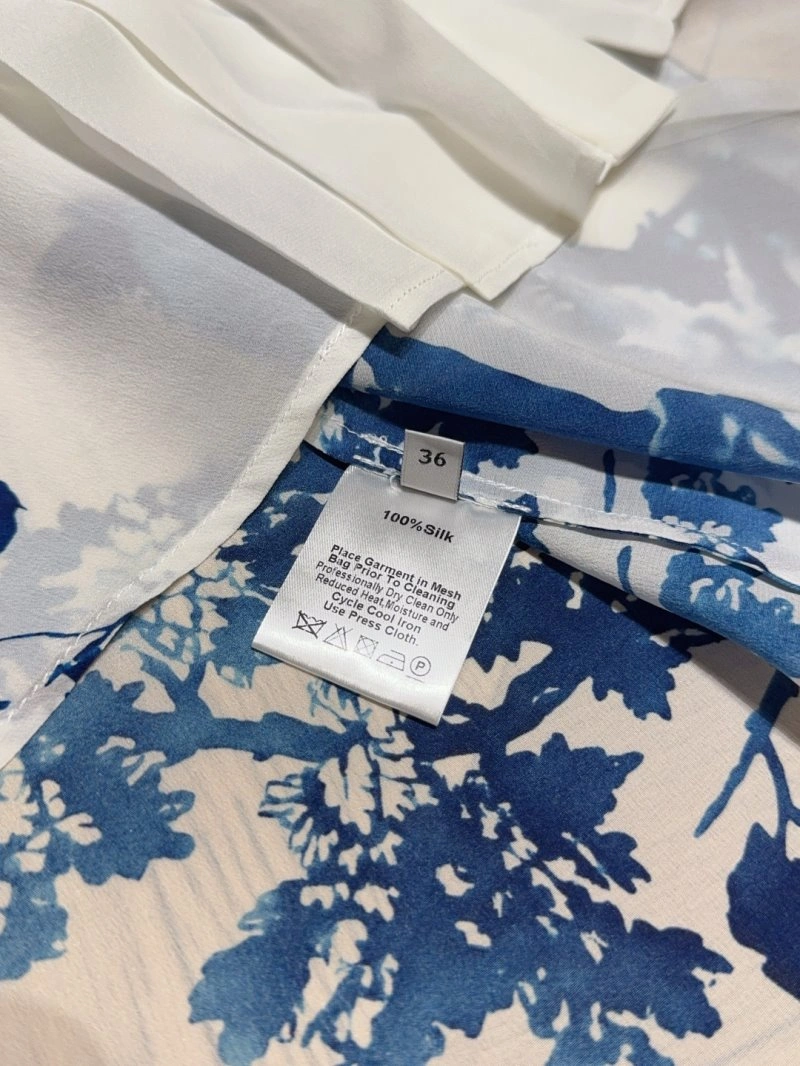 36
100%Silk
Place Garment in Mesh
Bag Prior To Cleaning
Professionally Dry Clean Only
Reduced Heat,Moisture and
Cycle Cool Iron
Use Press Cloth.
P